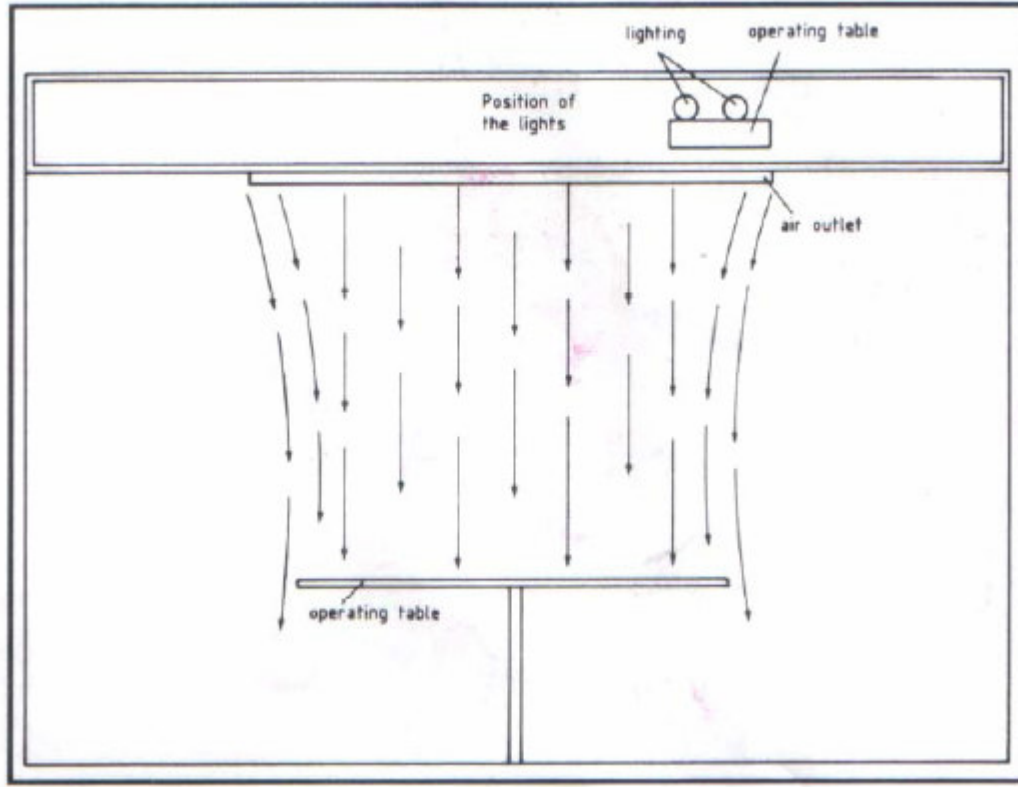 lighting
operating table
Position of
the lights
air outlet
operating table